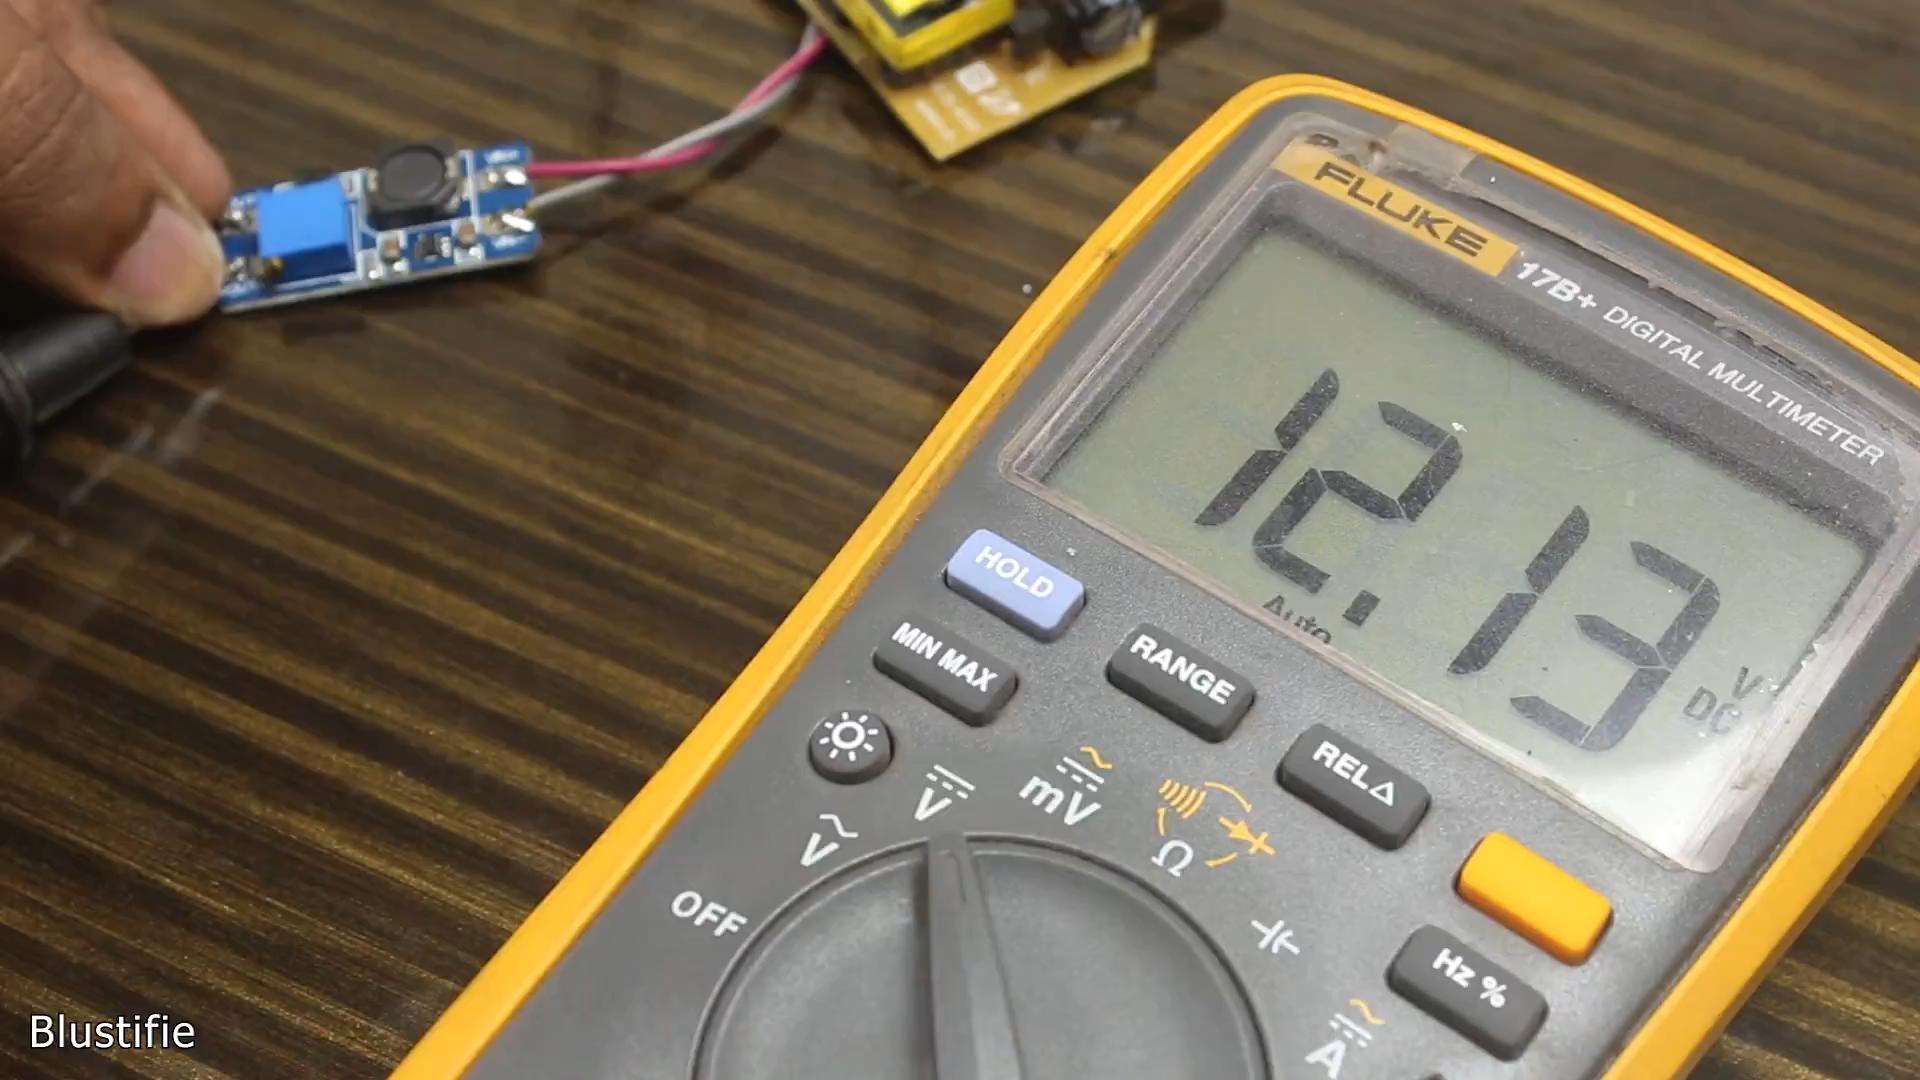 FLUKE 17B+ DIGITAL MULTIMETER
12.13
Auto
V
DC
HOLD
MIN MAX
RANGE
RELΔ
Hz %
OFF
V
V
mV
Ω
A
Blustifie